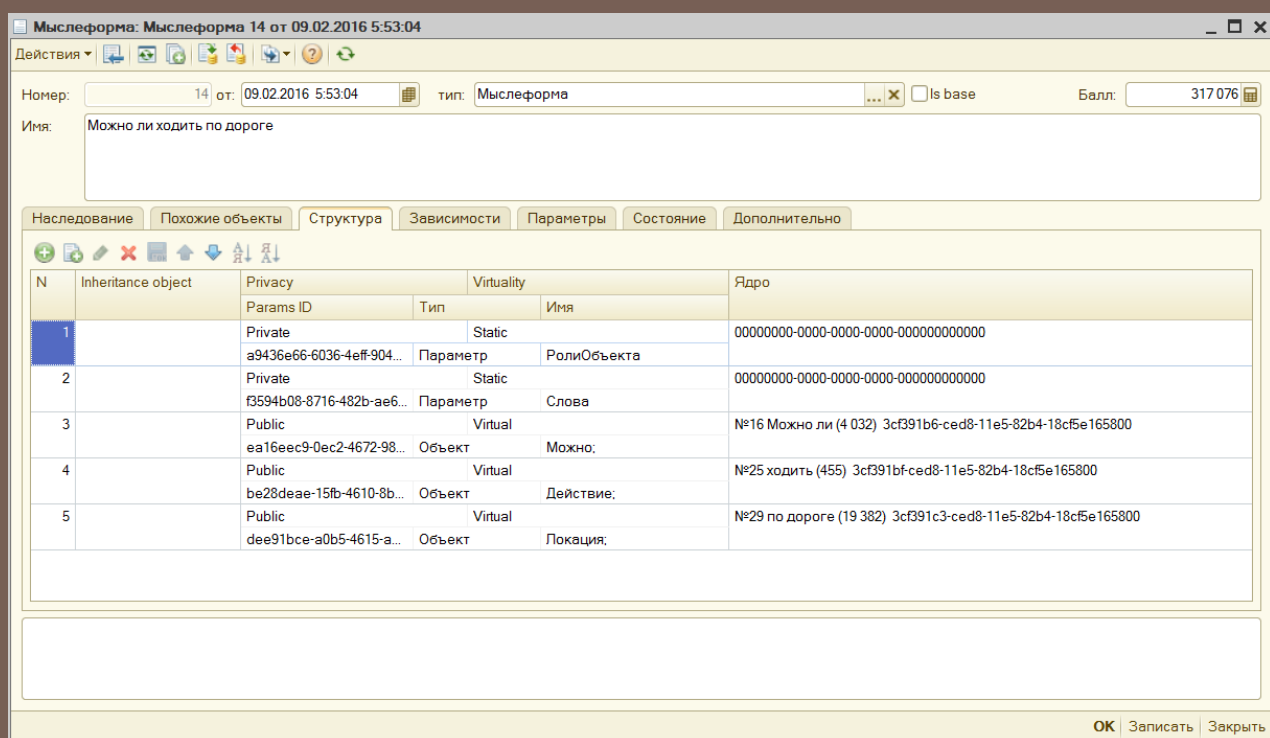 Мыслеформа: Мыслеформа 14 от 09.02.2016 5:53:04
Действия
Номер: 14 от: 09.02.2016 5:53:04 тип: Мыслеформа ... Is base Балл: 317 076
Имя: Можно ли ходить по дороге
Наследование Похожие объекты Структура Зависимости Параметры Состояние Дополнительно
N Inheritance object Privacy Virtuality Ядро
Params ID Тип Имя
1 Private Static 00000000-0000-0000-0000-000000000000
a9436e66-6036-4eff-904... Параметр РолиОбъекта
2 Private Static 00000000-0000-0000-0000-000000000000
f3594b08-8716-482b-ae6... Параметр Слова
3 Public Virtual №16 Можно ли (4 032) 3cf391b6-ced8-11e5-82b4-18cf5e165800
ea16eec9-0ec2-4672-98... Объект Можно;
4 Public Virtual №25 ходить (455) 3cf391bf-ced8-11e5-82b4-18cf5e165800
be28deae-15fb-4610-8b... Объект Действие;
5 Public Virtual №29 по дороге (19 382) 3cf391c3-ced8-11e5-82b4-18cf5e165800
dee91bce-a0b5-4615-a... Объект Локация;
OK Записать Закрыть